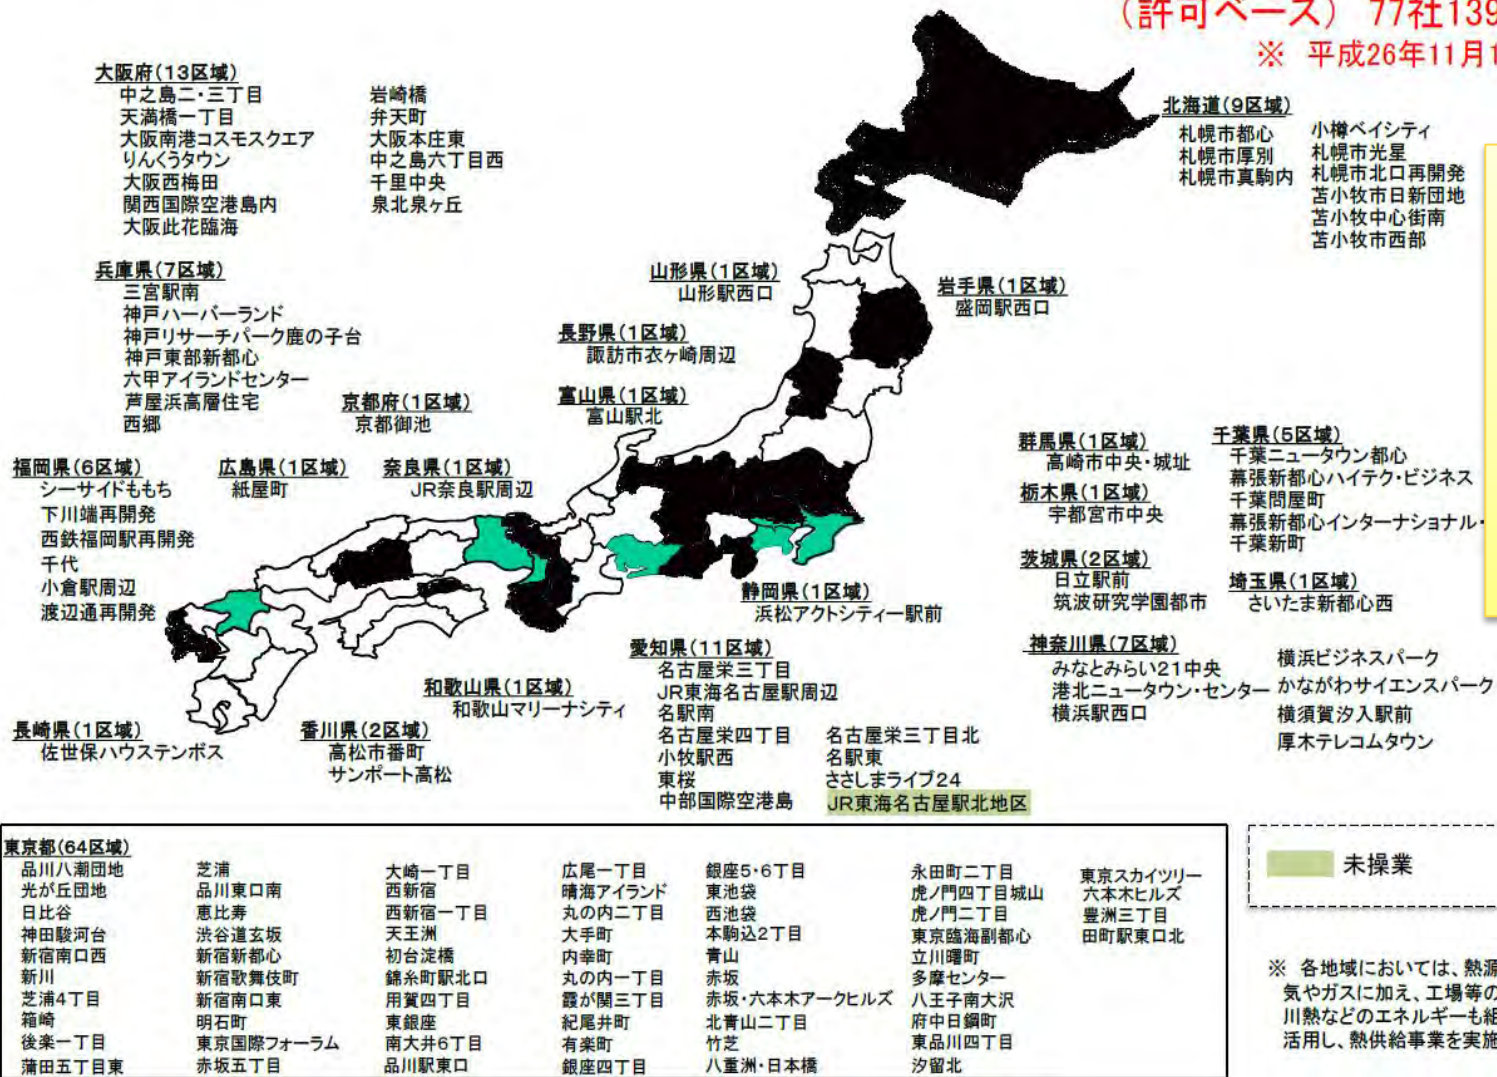 （許可ベース） 77社139
※ 平成26年11月1
大阪府（13区域）
中之島二・三丁目
天満橋一丁目
大阪南港コスモスクエア
りんくうタウン
大阪西梅田
関西国際空港島内
大阪此花臨海
岩崎橋
弁天町
大阪本庄東
中之島六丁目西
千里中央
泉北泉ヶ丘
北海道（9区域）
札幌市都心
札幌市厚別
札幌市真駒内
小樽ベイシティ
札幌市光星
札幌市北口再開発
苫小牧市日新団地
苫小牧中心街南
苫小牧市西部
兵庫県（7区域）
三宮駅南
神戸ハーバーランド
神戸リサーチパーク鹿の子台
神戸東部新都心
六甲アイランドセンター
芦屋浜高層住宅
西郷
京都府（1区域）
京都御池
山形県（1区域）
山形駅西口
岩手県（1区域）
盛岡駅西口
長野県（1区域）
諏訪市衣ヶ崎周辺
富山県（1区域）
富山駅北
福岡県（6区域）
シーサイドももち
下川端再開発
西鉄福岡駅再開発
千代
小倉駅周辺
渡辺通再開発
広島県（1区域）
紙屋町
奈良県（1区域）
JR奈良駅周辺
群馬県（1区域）
高崎市中央・城址
栃木県（1区域）
宇都宮市中央
茨城県（2区域）
日立駅前
筑波研究学園都市
千葉県（5区域）
千葉ニュータウン都心
幕張新都心ハイテク・ビジネス
千葉問屋町
幕張新都心インターナショナル・
千葉新町
埼玉県（1区域）
さいたま新都心西
静岡県（1区域）
浜松アクトシティー駅前
神奈川県（7区域）
みなとみらい21中央
港北ニュータウン・センター
横浜駅西口
横浜ビジネスパーク
かながわサイエンスパーク
横須賀汐入駅前
厚木テレコムタウン
愛知県（11区域）
名古屋栄三丁目
JR東海名古屋駅周辺
名駅南
名古屋栄四丁目
小牧駅西
東桜
中部国際空港島
名古屋栄三丁目北
名駅東
ささしまライブ24
JR東海名古屋駅北地区
和歌山県（1区域）
和歌山マリーナシティ
長崎県（1区域）
佐世保ハウステンボス
香川県（2区域）
高松市番町
サンポート高松
東京都（64区域）
品川八潮団地
光が丘団地
日比谷
神田駿河台
新宿南口西
新川
芝浦4丁目
箱崎
後楽一丁目
蒲田五丁目東
芝浦
品川東口南
恵比寿
渋谷道玄坂
新宿新都心
新宿歌舞伎町
新宿南口東
明石町
東京国際フォーラム
赤坂五丁目
大崎一丁目
西新宿
西新宿一丁目
天王洲
初台淀橋
錦糸町駅北口
用賀四丁目
東銀座
南大井6丁目
品川駅東口
広尾一丁目
晴海アイランド
丸の内二丁目
大手町
内幸町
丸の内一丁目
霞が関三丁目
紀尾井町
有楽町
銀座四丁目
銀座5・6丁目
東池袋
西池袋
本駒込2丁目
青山
赤坂
赤坂・六本木アークヒルズ
北青山二丁目
竹芝
八重洲・日本橋
永田町二丁目
虎ノ門四丁目城山
虎ノ門二丁目
東京臨海副都心
立川曙町
多摩センター
八王子南大沢
府中日鋼町
東品川四丁目
汐留北
東京スカイツリー
六本木ヒルズ
豊洲三丁目
田町駅東口北
未操業
※ 各地域においては、熱源
気やガスに加え、工場等の
川熱などのエネルギーも組
活用し、熱供給事業を実施